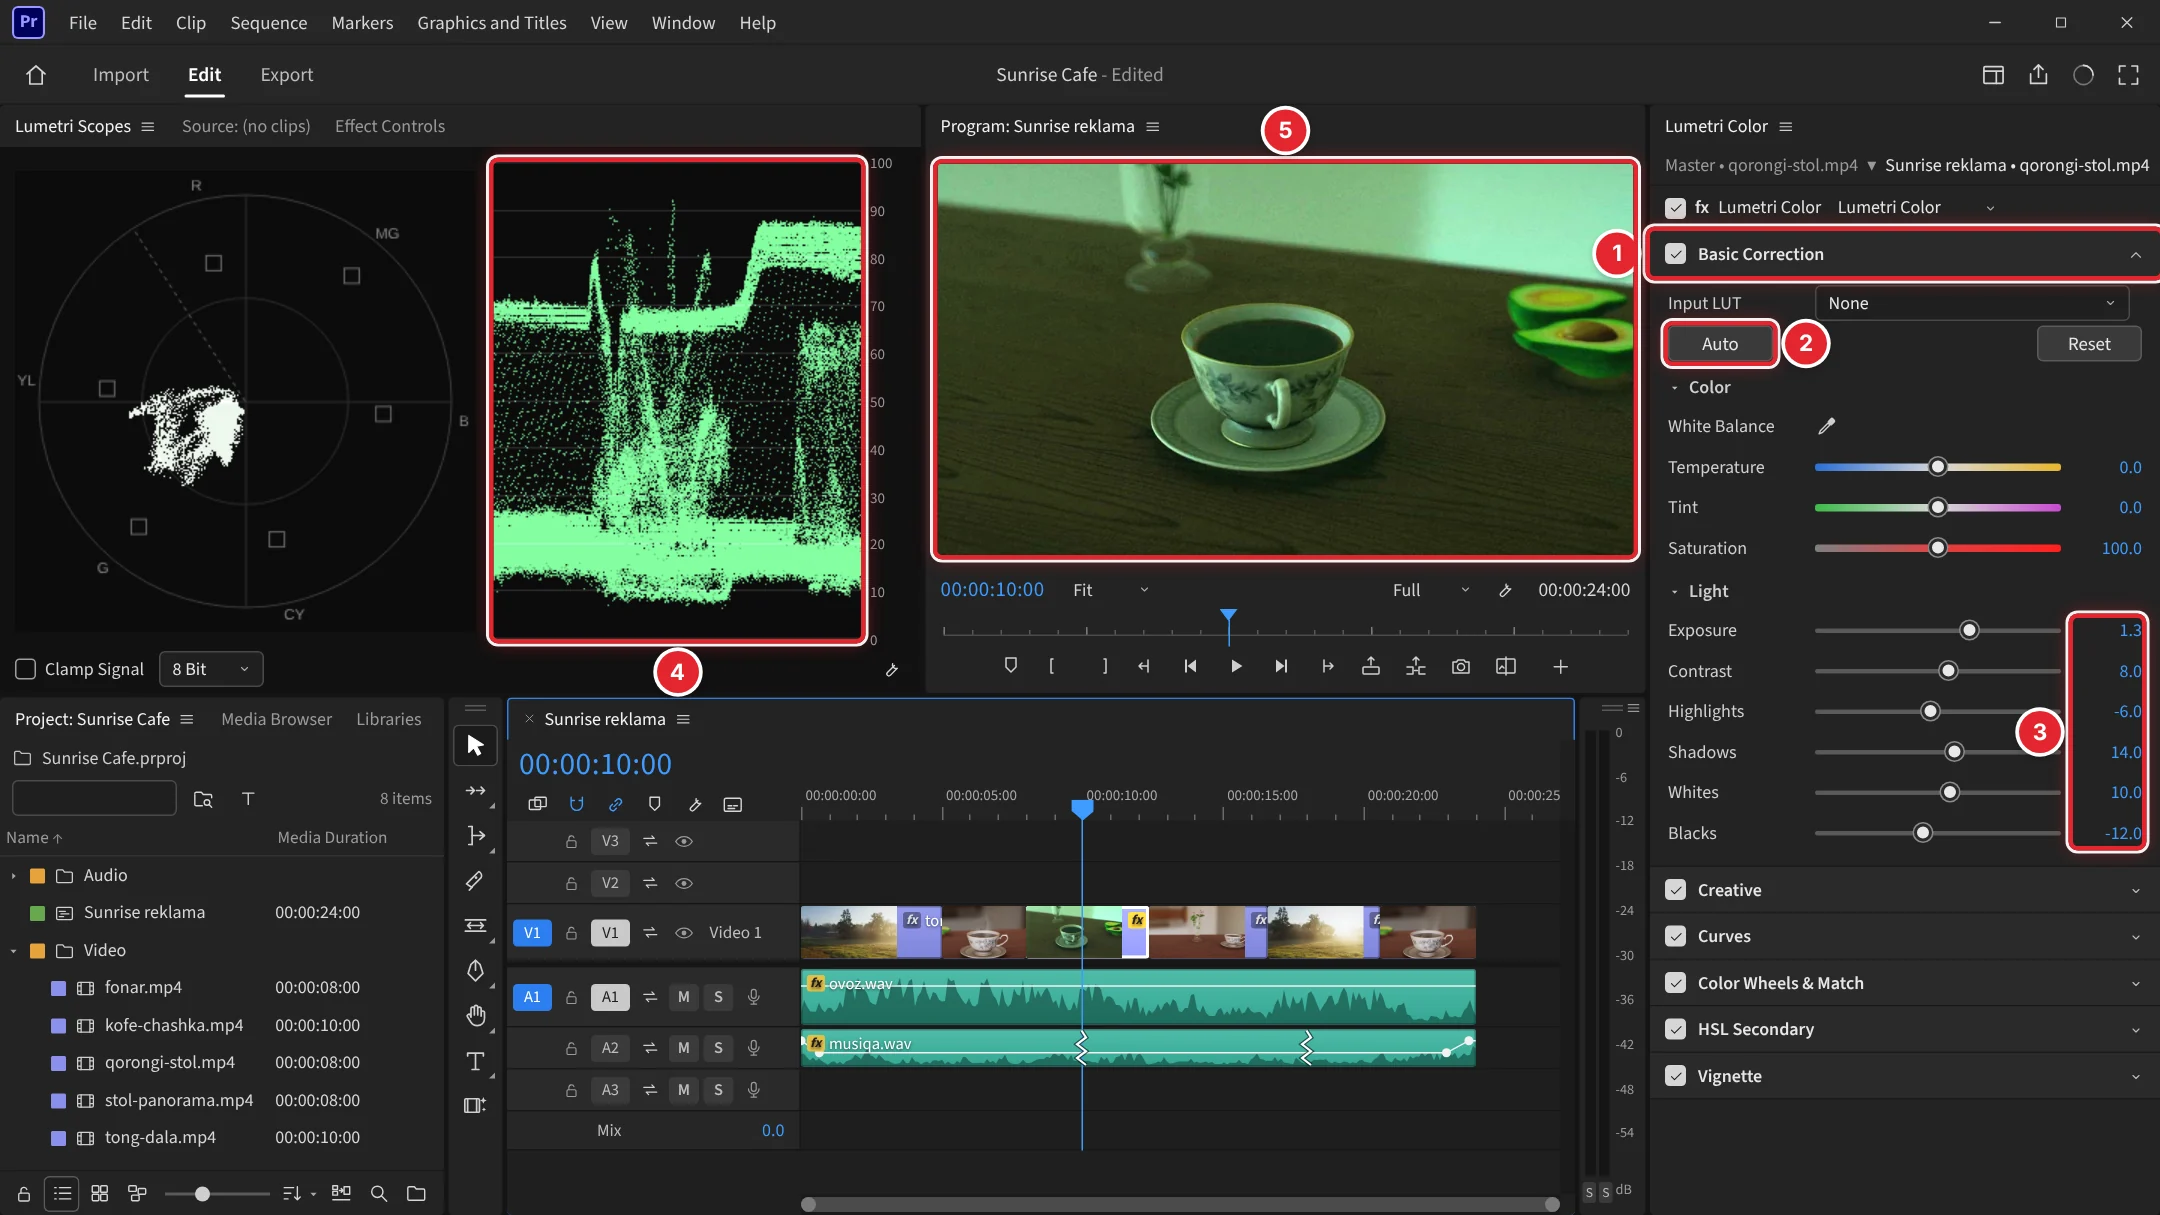 Pr File Edit Clip Sequence Markers Graphics and Titles View Window Help
Import Edit Export Sunrise Cafe - Edited
Lumetri Scopes Source: (no clips) Effect Controls
R
MG
YL
B
G
CY
100
90
80
70
60
50
40
30
20
10
0
4
Clamp Signal 8 Bit
Program: Sunrise reklama
5
00:00:10:00 Fit Full 00:00:24:00
Lumetri Color
Master • qorongi-stol.mp4 Sunrise reklama • qorongi-stol.mp4
fx Lumetri Color Lumetri Color
1 Basic Correction
Input LUT None
Auto 2 Reset
Color
White Balance
Temperature 0.0
Tint 0.0
Saturation 100.0
Light
Exposure 1.3
Contrast 8.0
Highlights -6.0
3
Shadows 14.0
Whites 10.0
Blacks -12.0
Creative
Curves
Color Wheels & Match
HSL Secondary
Vignette
Project: Sunrise Cafe Media Browser Libraries
Sunrise Cafe.prproj
8 items
Name Media Duration
Audio
Sunrise reklama 00:00:24:00
Video
fonar.mp4 00:00:08:00
kofe-chashka.mp4 00:00:10:00
qorongi-stol.mp4 00:00:08:00
stol-panorama.mp4 00:00:08:00
tong-dala.mp4 00:00:10:00
Sunrise reklama
00:00:10:00
00:00:00:00 00:00:05:00 00:00:10:00 00:00:15:00 00:00:20:00 00:00:25
V3
V2
V1 V1 Video 1 fx fx fx
A1 A1 M S fx ovoz.wav
A2 M S fx musiqa.wav
A3 M S
Mix 0.0
0
-6
-12
-18
-24
-30
-36
-42
-48
-54
S S dB